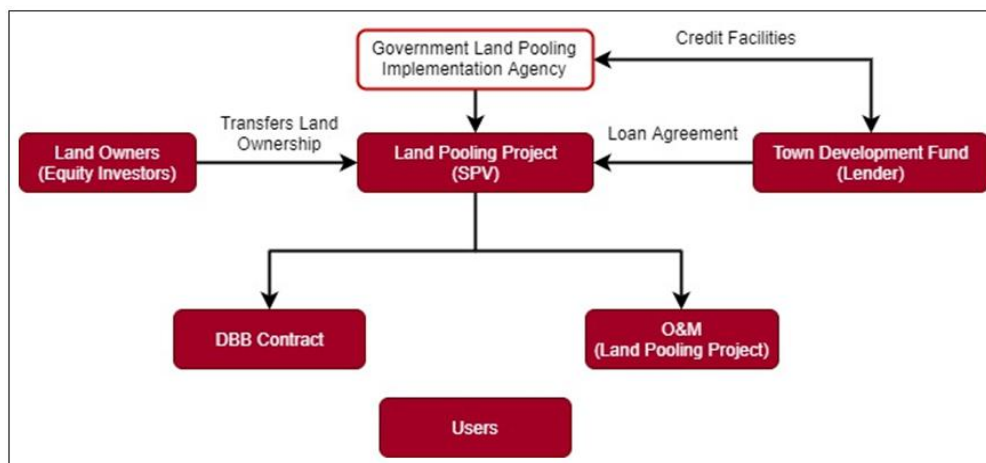 Government Land Pooling
Implementation Agency
Credit Facilities
Transfers Land
Ownership
Loan Agreement
Land Owners
(Equity Investors)
Land Pooling Project
(SPV)
Town Development Fund
(Lender)
DBB Contract
O&M
(Land Pooling Project)
Users